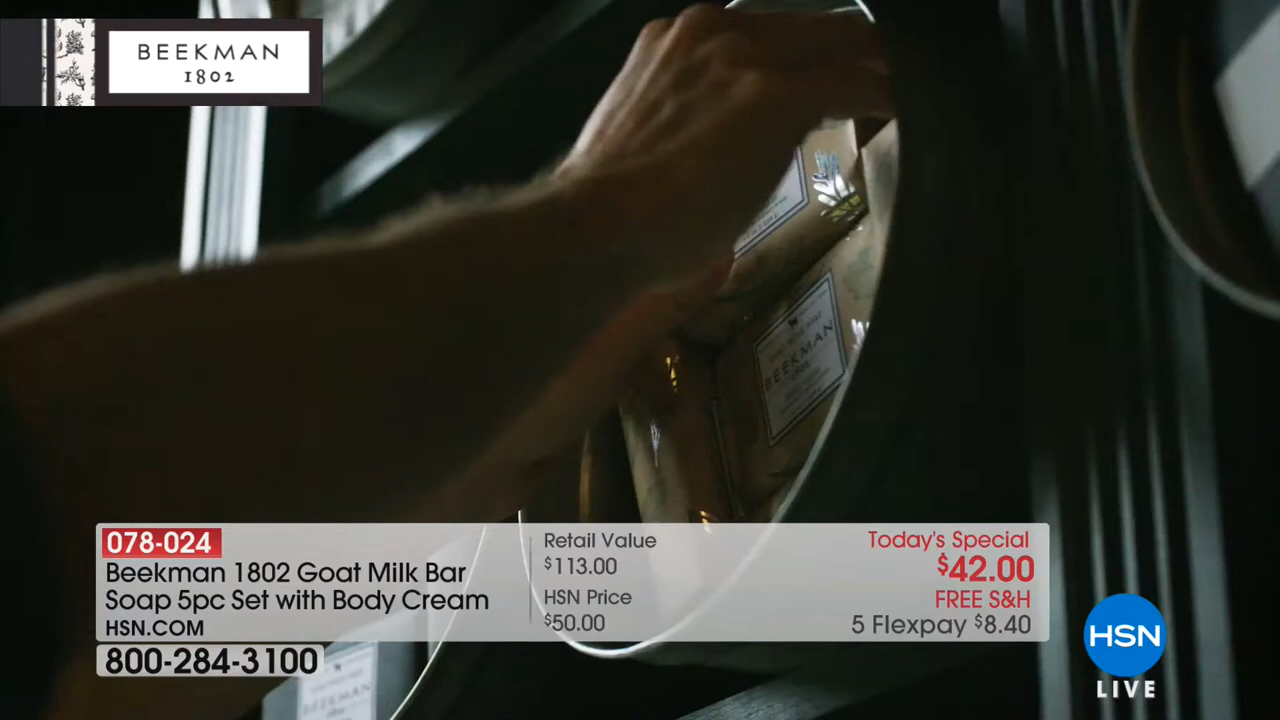 BEEKMAN
1802
BEEKMAN
078-024
Beekman 1802 Goat Milk Bar
Soap 5pc Set with Body Cream
HSN.COM
800-284-3100
Retail Value
$113.00
HSN Price
$50.00
Today's Special
$42.00
FREE S&H
5 Flexpay $8.40
HSN
LIVE
BEEKMAN